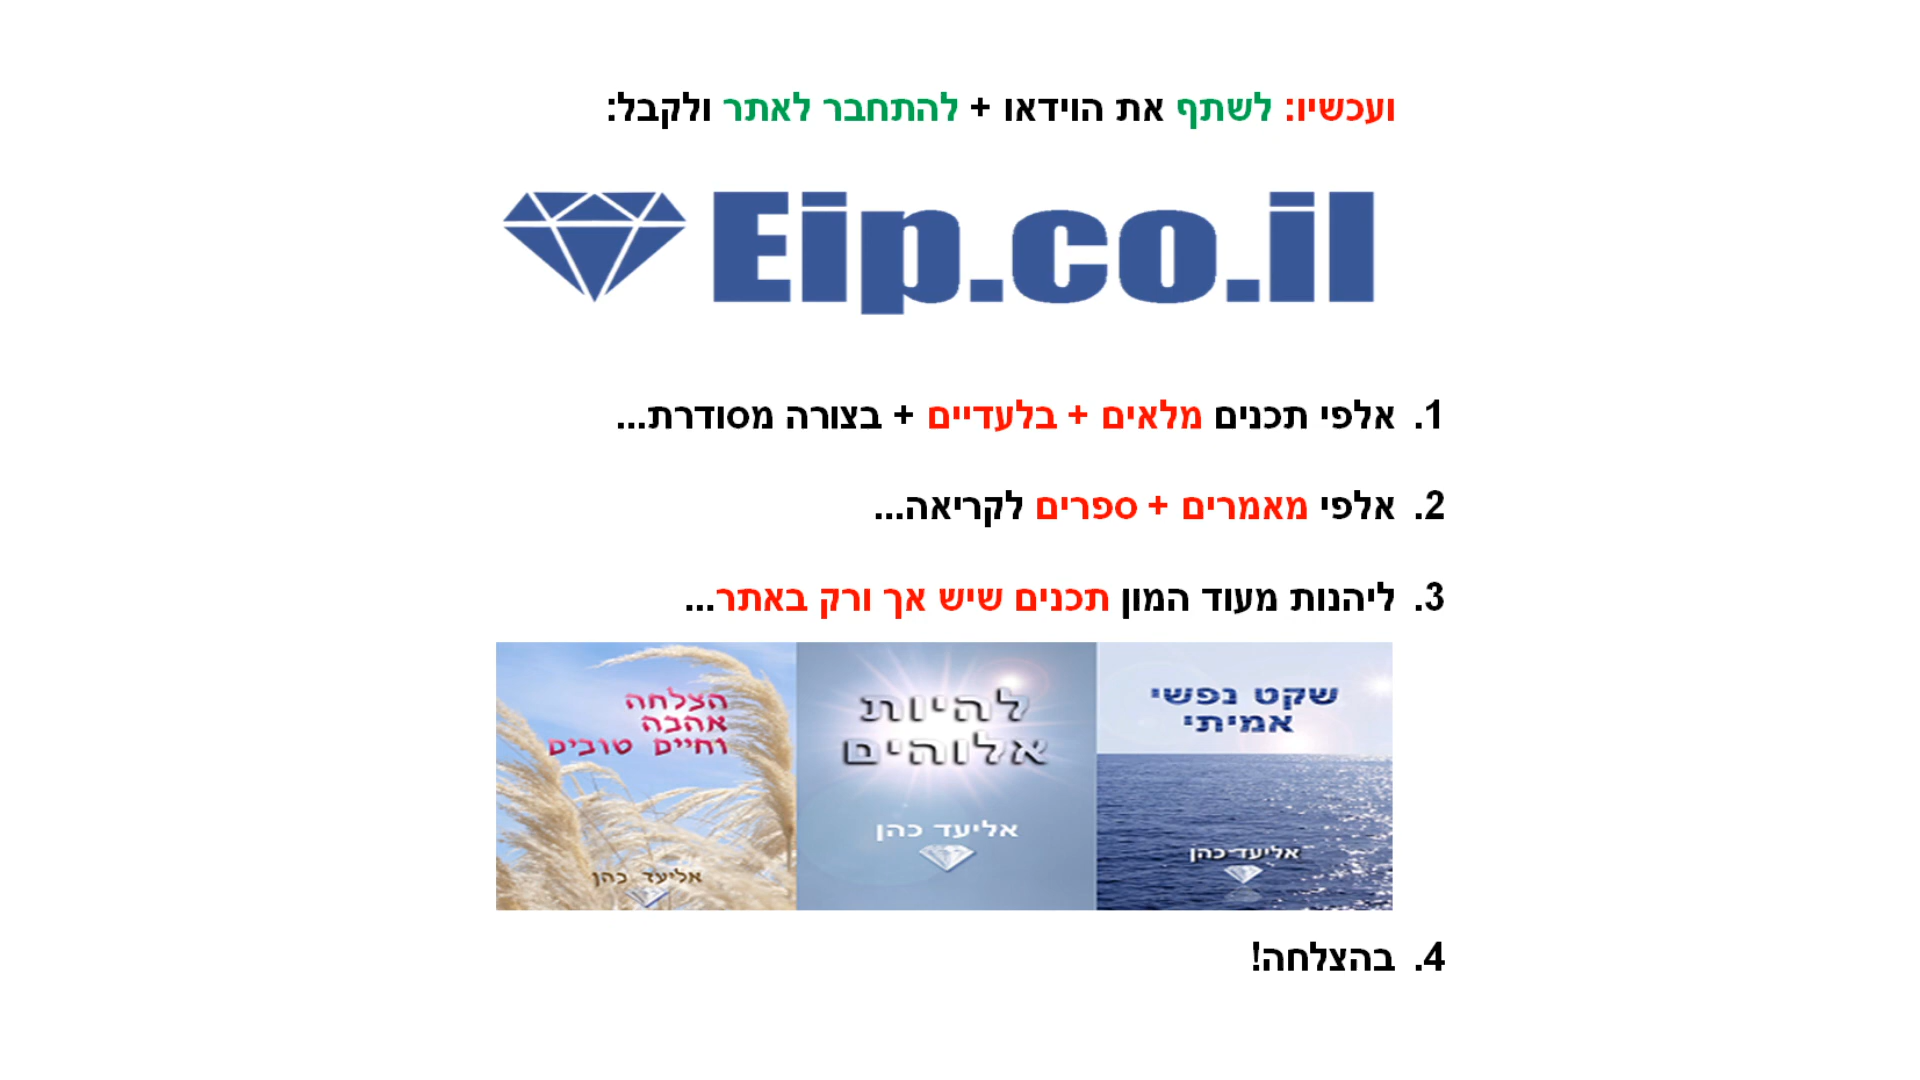 ועכשיו: לשתף את הוידאו + להתחבר לאתר ולקבל:
Eip.co.il
1. אלפי תכנים מלאים + בלעדיים + בצורה מסודרת...
2. אלפי מאמרים + ספרים לקריאה...
3. ליהנות מעוד המון תכנים שיש אך ורק באתר...
שקט נפשי
אמיתי
אליעד כהן
להיות
אלוהים
אליעד כהן
הצלחה
אהבה
וחיים טובים
אליעד כהן
4. בהצלחה!